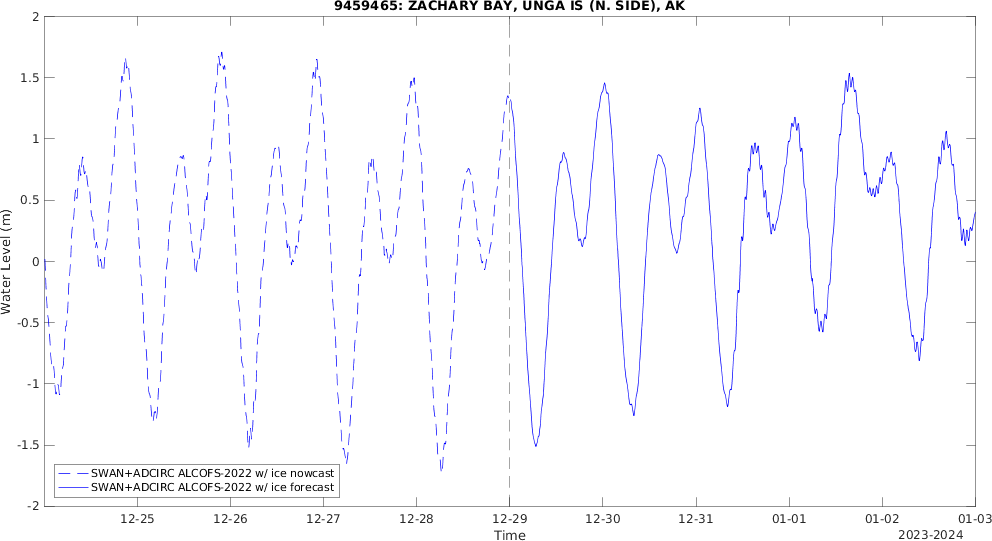 9459465: ZACHARY BAY, UNGA IS (N. SIDE), AK
2
1.5
1
0.5
0
-0.5
-1
-1.5
-2
Water Level (m)
SWAN+ADCIRC ALCOFS-2022 w/ ice nowcast
SWAN+ADCIRC ALCOFS-2022 w/ ice forecast
12-25 12-26 12-27 12-28 12-29 12-30 12-31 01-01 01-02 01-03
Time
2023-2024